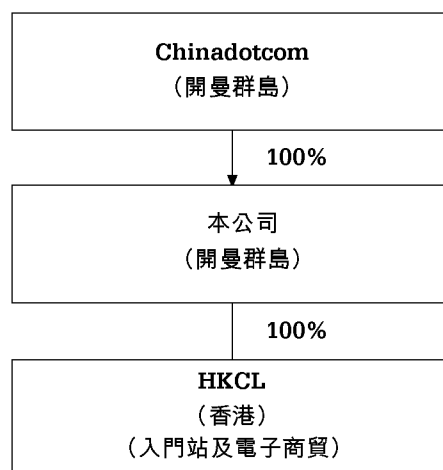 Chinadotcom
（開曼群島）
100%
本公司
（開曼群島）
100%
HKCL
（香港）
（入門站及電子商貿）